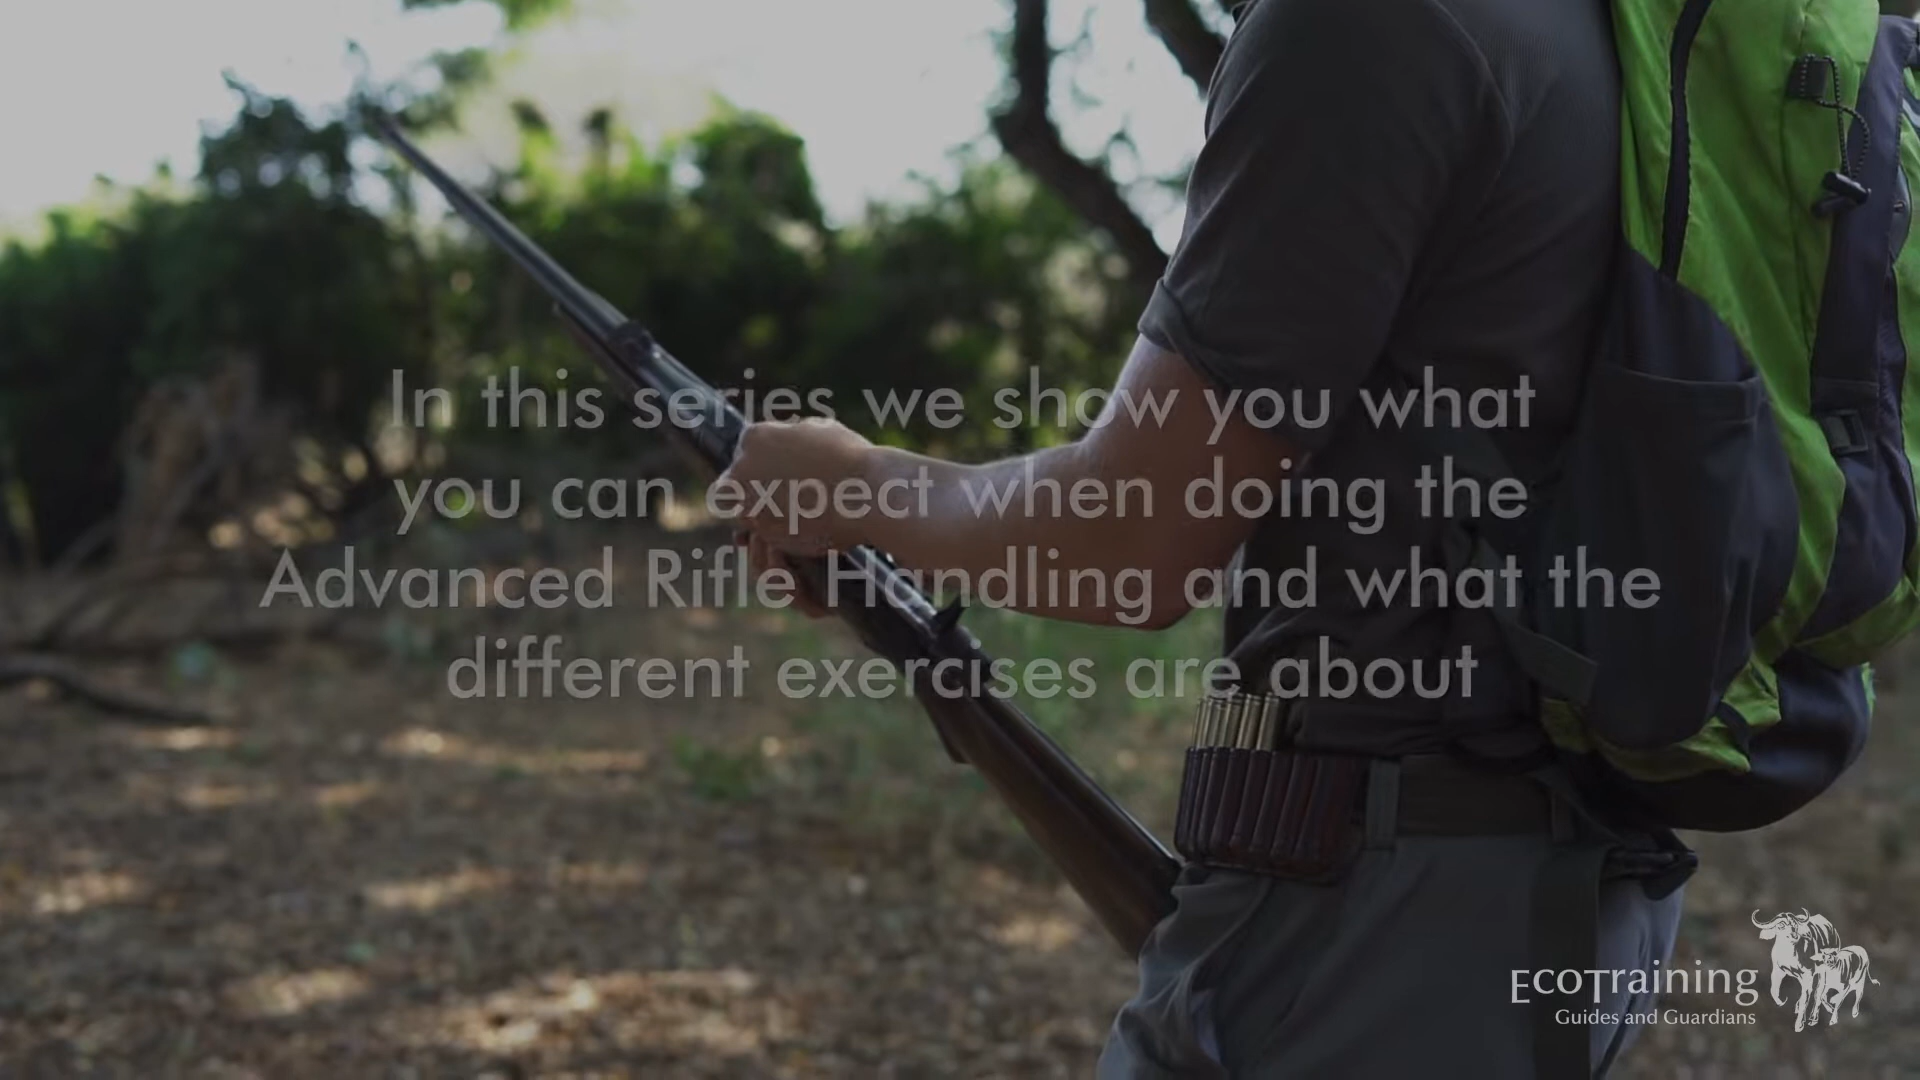 In this series we show you what
you can expect when doing the
Advanced Rifle Handling and what the
different exercises are about
ECOTraining
Guides and Guardians